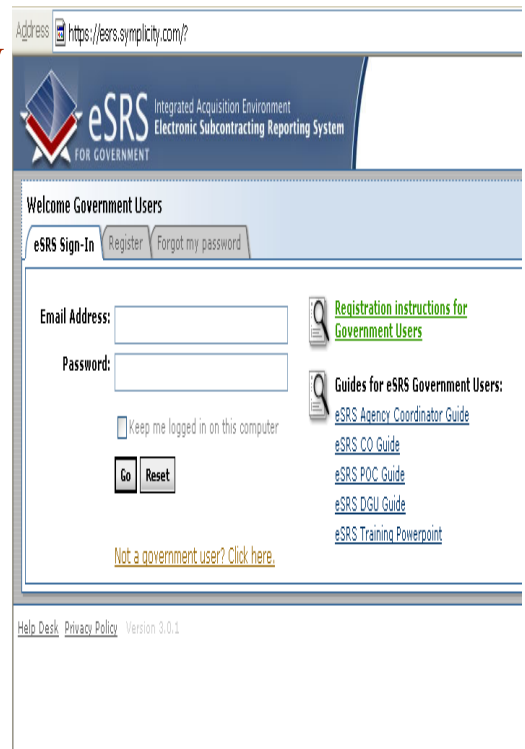 Address https://esrs.symplicity.com/?
eSRS
FOR GOVERNMENT
Integrated Acquisition Environment
Electronic Subcontracting Reporting System
Welcome Government Users
eSRS Sign-In Register Forgot my password
Email Address:
Password:
Keep me logged in on this computer
Go Reset
Not a government user? Click here.
Registration instructions for
Government Users
Guides for eSRS Government Users:
eSRS Agency Coordinator Guide
eSRS CO Guide
eSRS POC Guide
eSRS DGU Guide
eSRS Training Powerpoint
Help Desk Privacy Policy Version 3.0.1